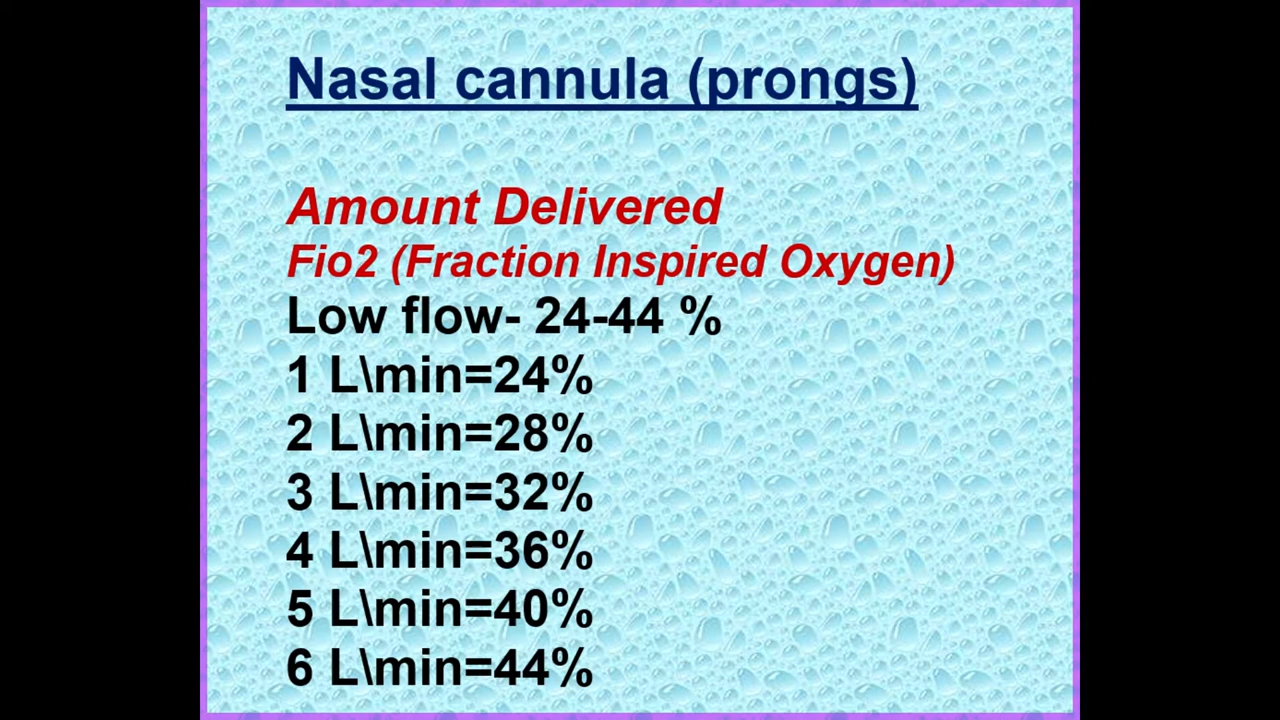 Nasal cannula (prongs)
Amount Delivered
Fio2 (Fraction Inspired Oxygen)
Low flow- 24-44 %
1 L\min=24%
2 L\min=28%
3 L\min=32%
4 L\min=36%
5 L\min=40%
6 L\min=44%